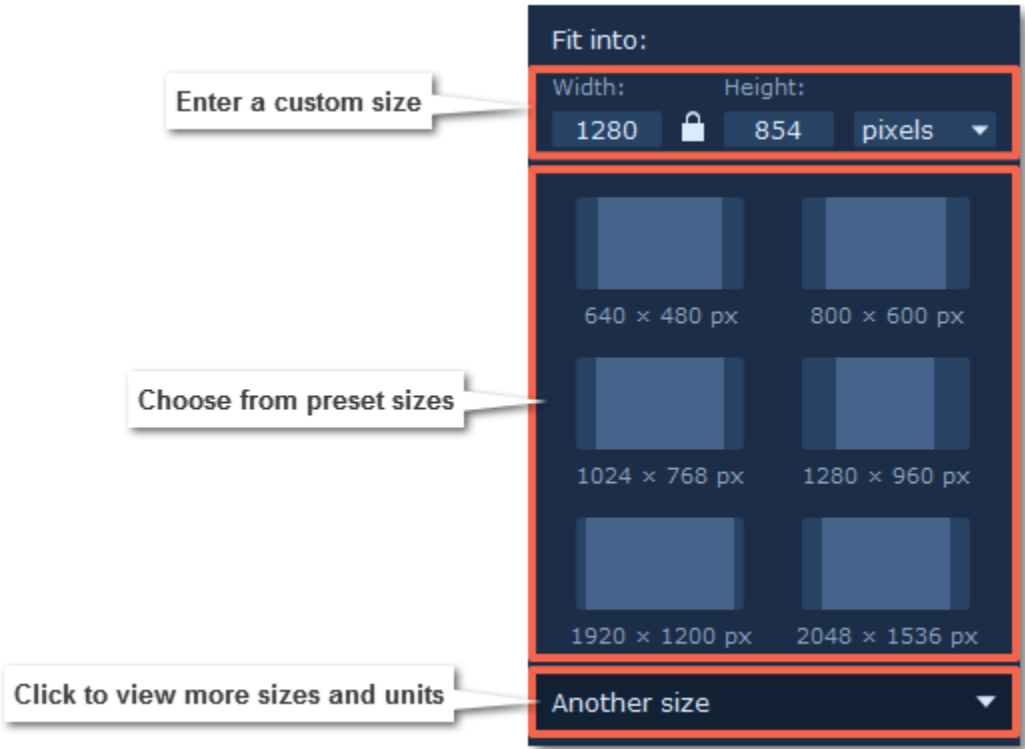 Fit into:
Enter a custom size
Width: Height:
1280 854 pixels
640 × 480 px 800 × 600 px
Choose from preset sizes
1024 × 768 px 1280 × 960 px
1920 × 1200 px 2048 × 1536 px
Click to view more sizes and units
Another size